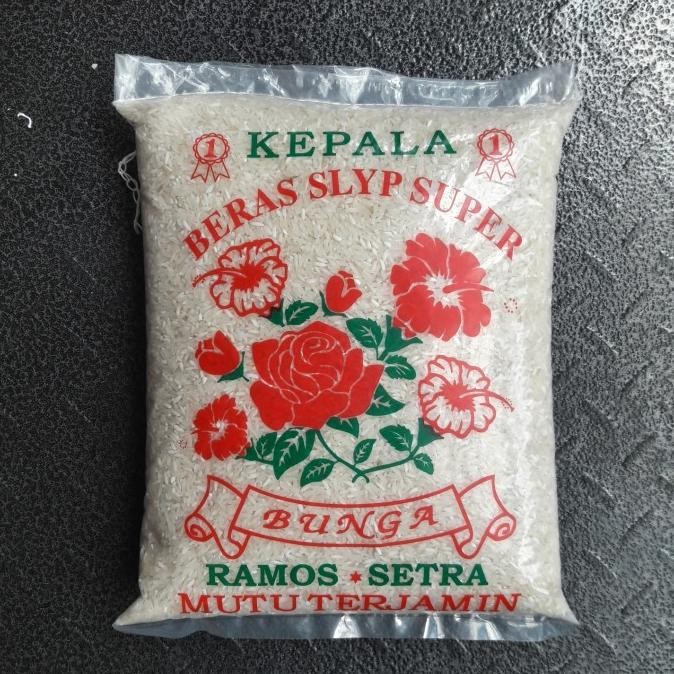 1 KEPALA 1
BERAS SLYP SUPER
BUNGA
RAMOS * SETRA
MUTU TERJAMIN